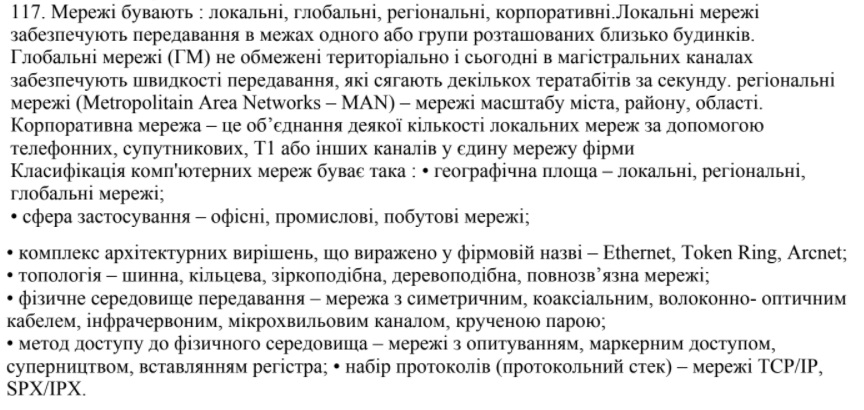 117. Мережі бувають : локальні, глобальні, регіональні, корпоративні.Локальні мережі
забезпечують передавання в межах одного або групи розташованих близько будинків.
Глобальні мережі (ГМ) не обмежені територіально і сьогодні в магістральних каналах
забезпечують швидкості передавання, які сягають декількох тератабітів за секунду. регіональні
мережі (Metropolitain Area Networks – MAN) – мережі масштабу міста, району, області.
Корпоративна мережа – це об’єднання деякої кількості локальних мереж за допомогою
телефонних, супутникових, T1 або інших каналів у єдину мережу фірми
Класифікація комп'ютерних мереж буває така : • географічна площа – локальні, регіональні,
глобальні мережі;
• сфера застосування – офісні, промислові, побутові мережі;
• комплекс архітектурних вирішень, що виражено у фірмовій назві – Ethernet, Token Ring, Arcnet;
• топологія – шинна, кільцева, зіркоподібна, деревоподібна, повнозв’язна мережі;
• фізичне середовище передавання – мережа з симетричним, коаксіальним, волоконно- оптичним
кабелем, інфрачервоним, мікрохвильовим каналом, крученою парою;
• метод доступу до фізичного середовища – мережі з опитуванням, маркерним доступом,
суперництвом, вставлянням регістра; • набір протоколів (протокольний стек) – мережі TCP/IP,
SPX/IPX.